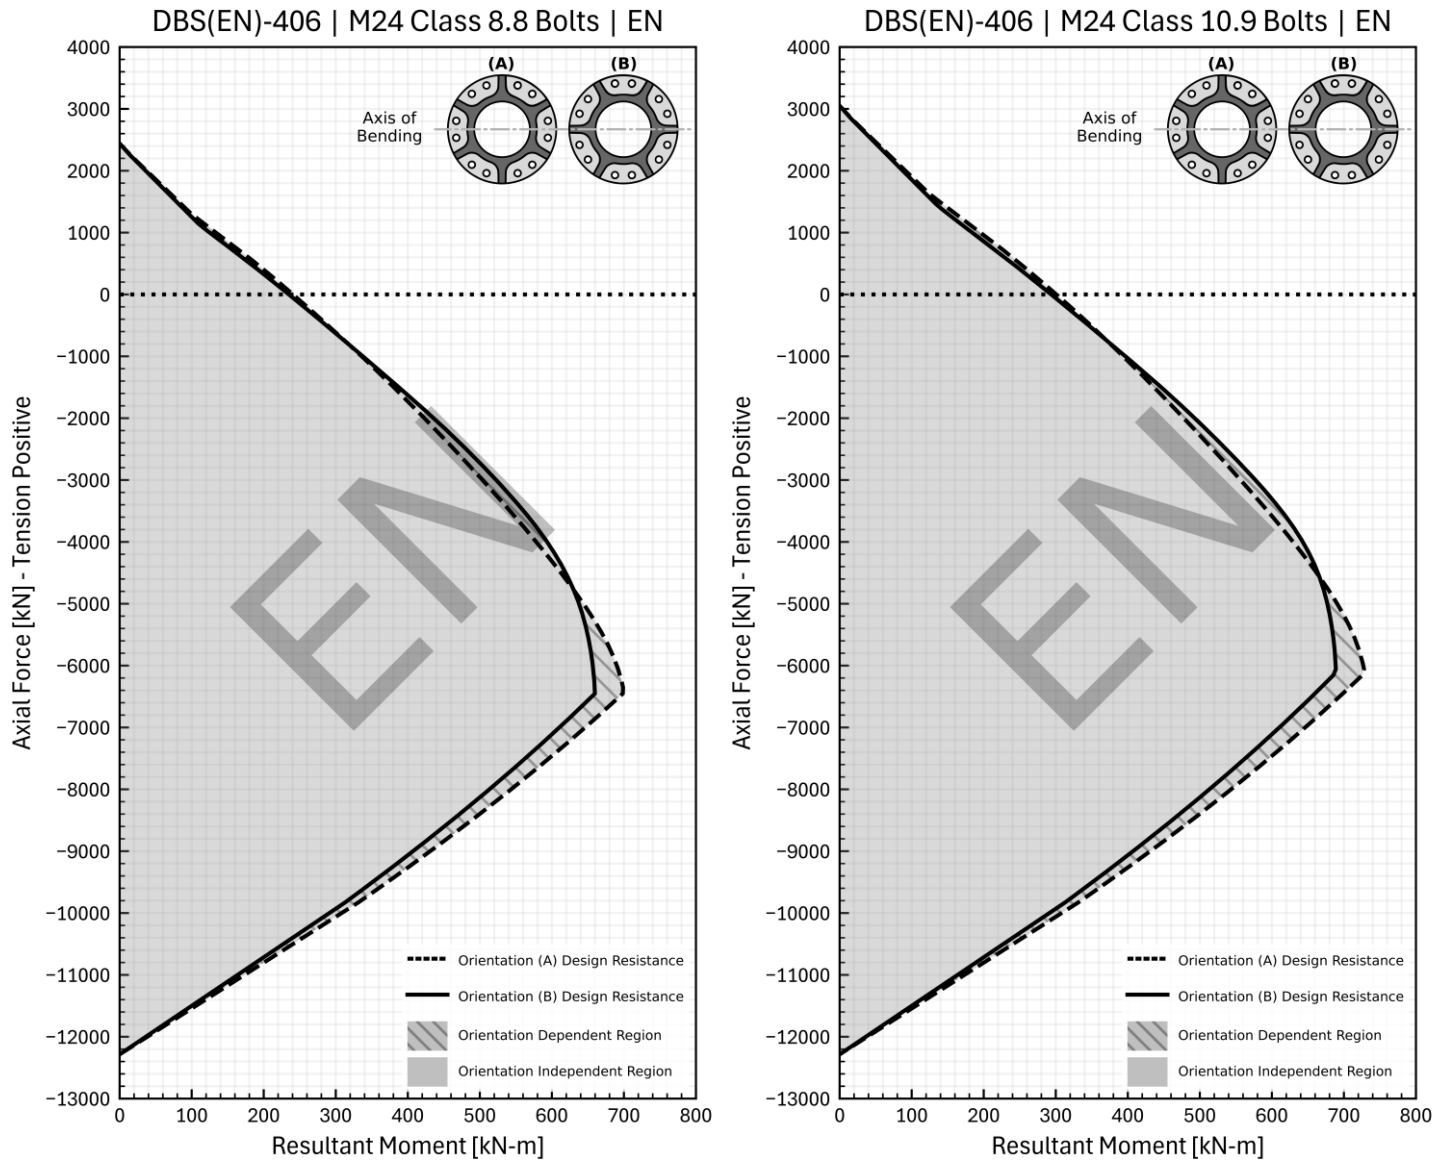 DBS(EN)-406 | M24 Class 8.8 Bolts | EN
(A)
(B)
Axis of
Bending
4000
3000
2000
1000
0
−1000
−2000
−3000
−4000
−5000
−6000
−7000
−8000
−9000
−10000
−11000
−12000
−13000
Axial Force [kN] - Tension Positive
EN
Orientation (A) Design Resistance
Orientation (B) Design Resistance
Orientation Dependent Region
Orientation Independent Region
0 100 200 300 400 500 600 700 800
Resultant Moment [kN-m]
DBS(EN)-406 | M24 Class 10.9 Bolts | EN
(A)
(B)
Axis of
Bending
4000
3000
2000
1000
0
−1000
−2000
−3000
−4000
−5000
−6000
−7000
−8000
−9000
−10000
−11000
−12000
−13000
Axial Force [kN] - Tension Positive
EN
Orientation (A) Design Resistance
Orientation (B) Design Resistance
Orientation Dependent Region
Orientation Independent Region
0 100 200 300 400 500 600 700 800
Resultant Moment [kN-m]